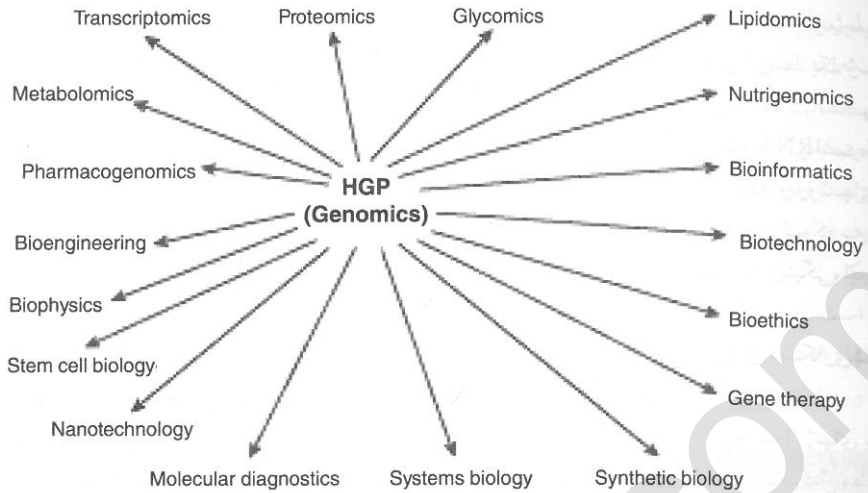 Transcriptomics
Proteomics
Glycomics
Lipidomics
Metabolomics
Nutrigenomics
Pharmacogenomics
Bioinformatics
HGP
(Genomics)
Bioengineering
Biotechnology
Biophysics
Bioethics
Stem cell biology
Gene therapy
Nanotechnology
Molecular diagnostics
Systems biology
Synthetic biology
com